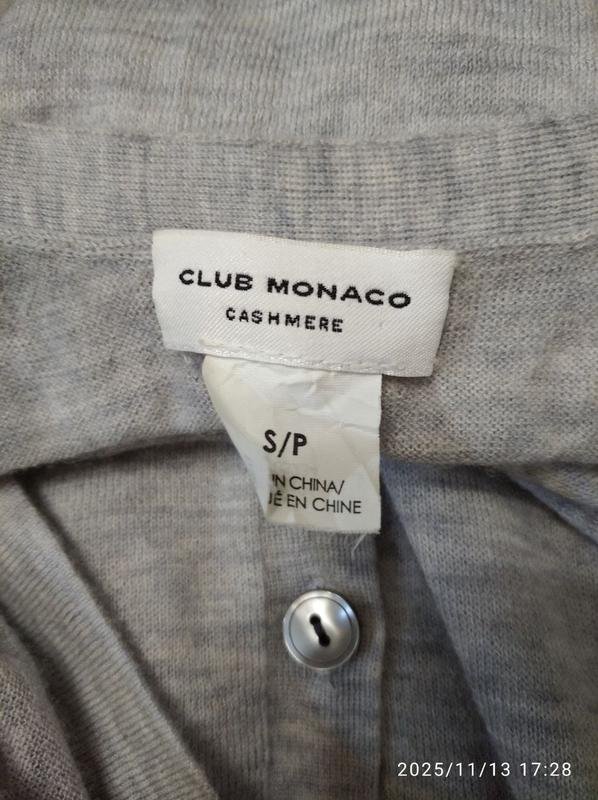 CLUB MONACO
CASHMERE
S/P
IN CHINA/
É EN CHINE
2025/11/13 17:28